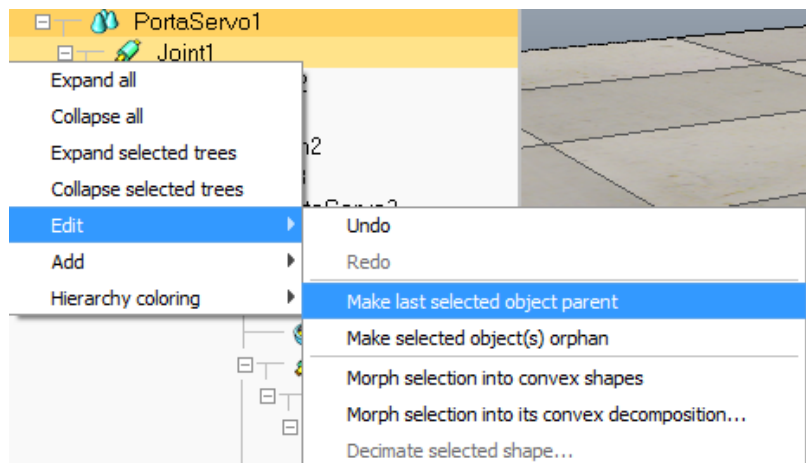 PortaServo1
Joint1
Expand all
Collapse all
Expand selected trees
Collapse selected trees
Edit
Add
Hierarchy coloring
Undo
Redo
Make last selected object parent
Make selected object(s) orphan
Morph selection into convex shapes
Morph selection into its convex decomposition...
Decimate selected shape...